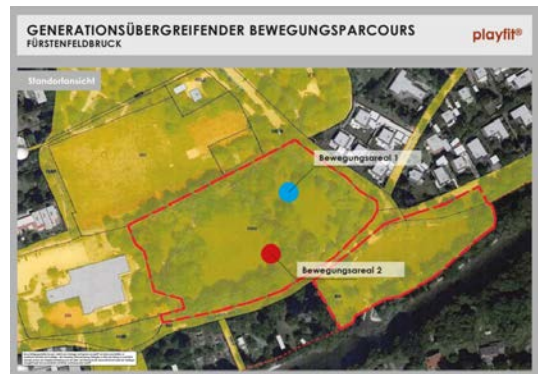 GENERATIONSÜBERGREIFENDER BEWEGUNGSPARCOURS
FÜRSTENFELDBRUCK
playfit®
Standortansicht
Bewegungsareal 1
Bewegungsareal 2